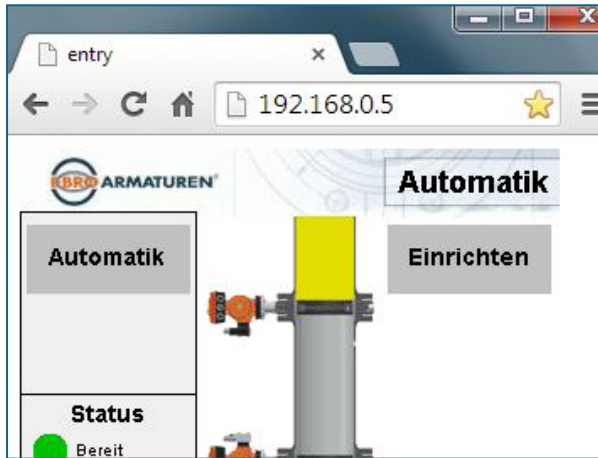 entry
192.168.0.5
EBRO ARMATUREN®
Automatik
Automatik
Einrichten
Status
Bereit